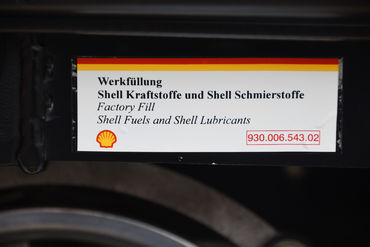 Werkfüllung
Shell Kraftstoffe und Shell Schmierstoffe
Factory Fill
Shell Fuels and Shell Lubricants
930.006.543.02